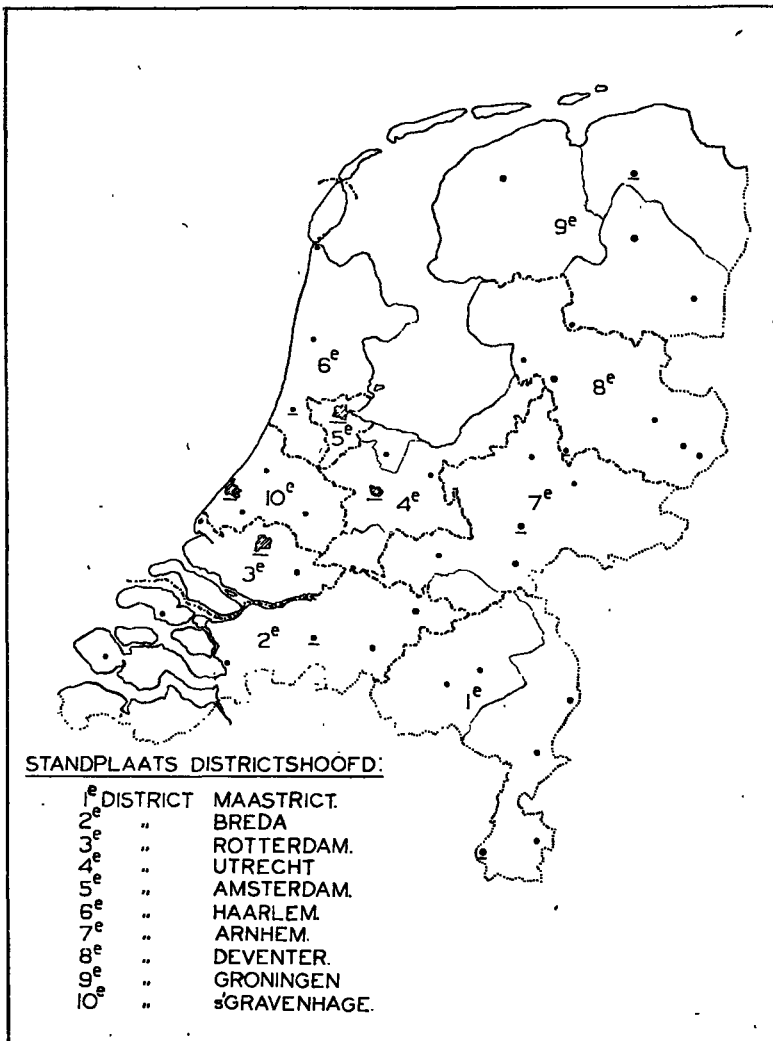 9e
6e
8e
5e
10e
4e
7e
3e
2e
1e
STANDPLAATS DISTRICTSHOOFD:
1e DISTRICT MAASTRICT.
2e " BREDA
3e " ROTTERDAM.
4e " UTRECHT
5e " AMSTERDAM.
6e " HAARLEM.
7e " ARNHEM.
8e " DEVENTER.
9e " GRONINGEN
10e " s'GRAVENHAGE.